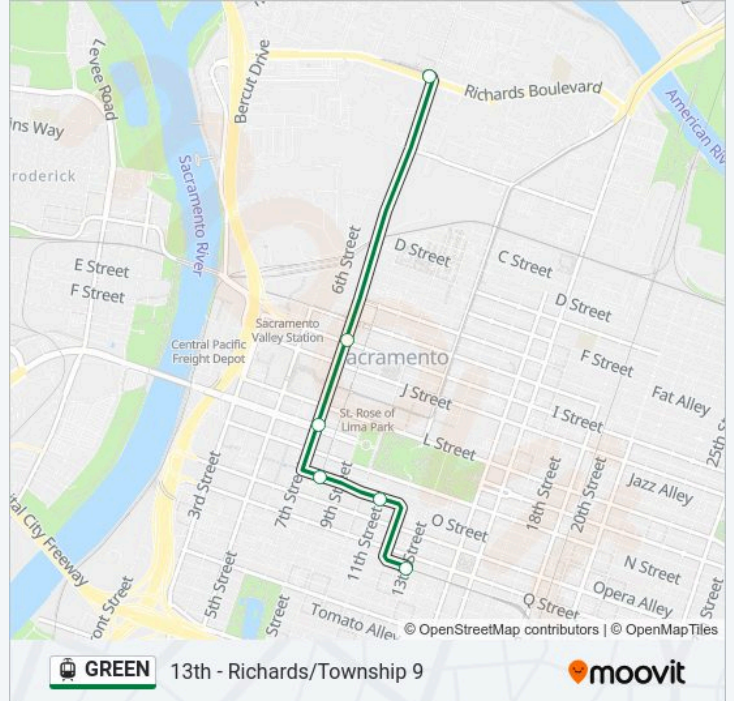 Levee Road
Bercut Drive
Richards Boulevard
American Riv
ins Way
roderick
Sacramento River
6th Street
D Street
C Street
E Street
F Street
D Street
Sacramento
Valley Station
Central Pacific
Freight Depot
acramento
F Street
J Street
Fat Alley
St. Rose of
Lima Park
I Street
L Street
25th S
3rd Street
7th Stre
9th Street
18th Street
20th Street
Jazz Alley
O Street
11th Street
13th Street
N Street
ital City Freeway
5th Street
Opera Alley
Street
ont Street
Street
Tomato Alle
Q Street
© OpenStreetMap contributors | © OpenMapTiles
GREEN 13th - Richards/Township 9 moovit